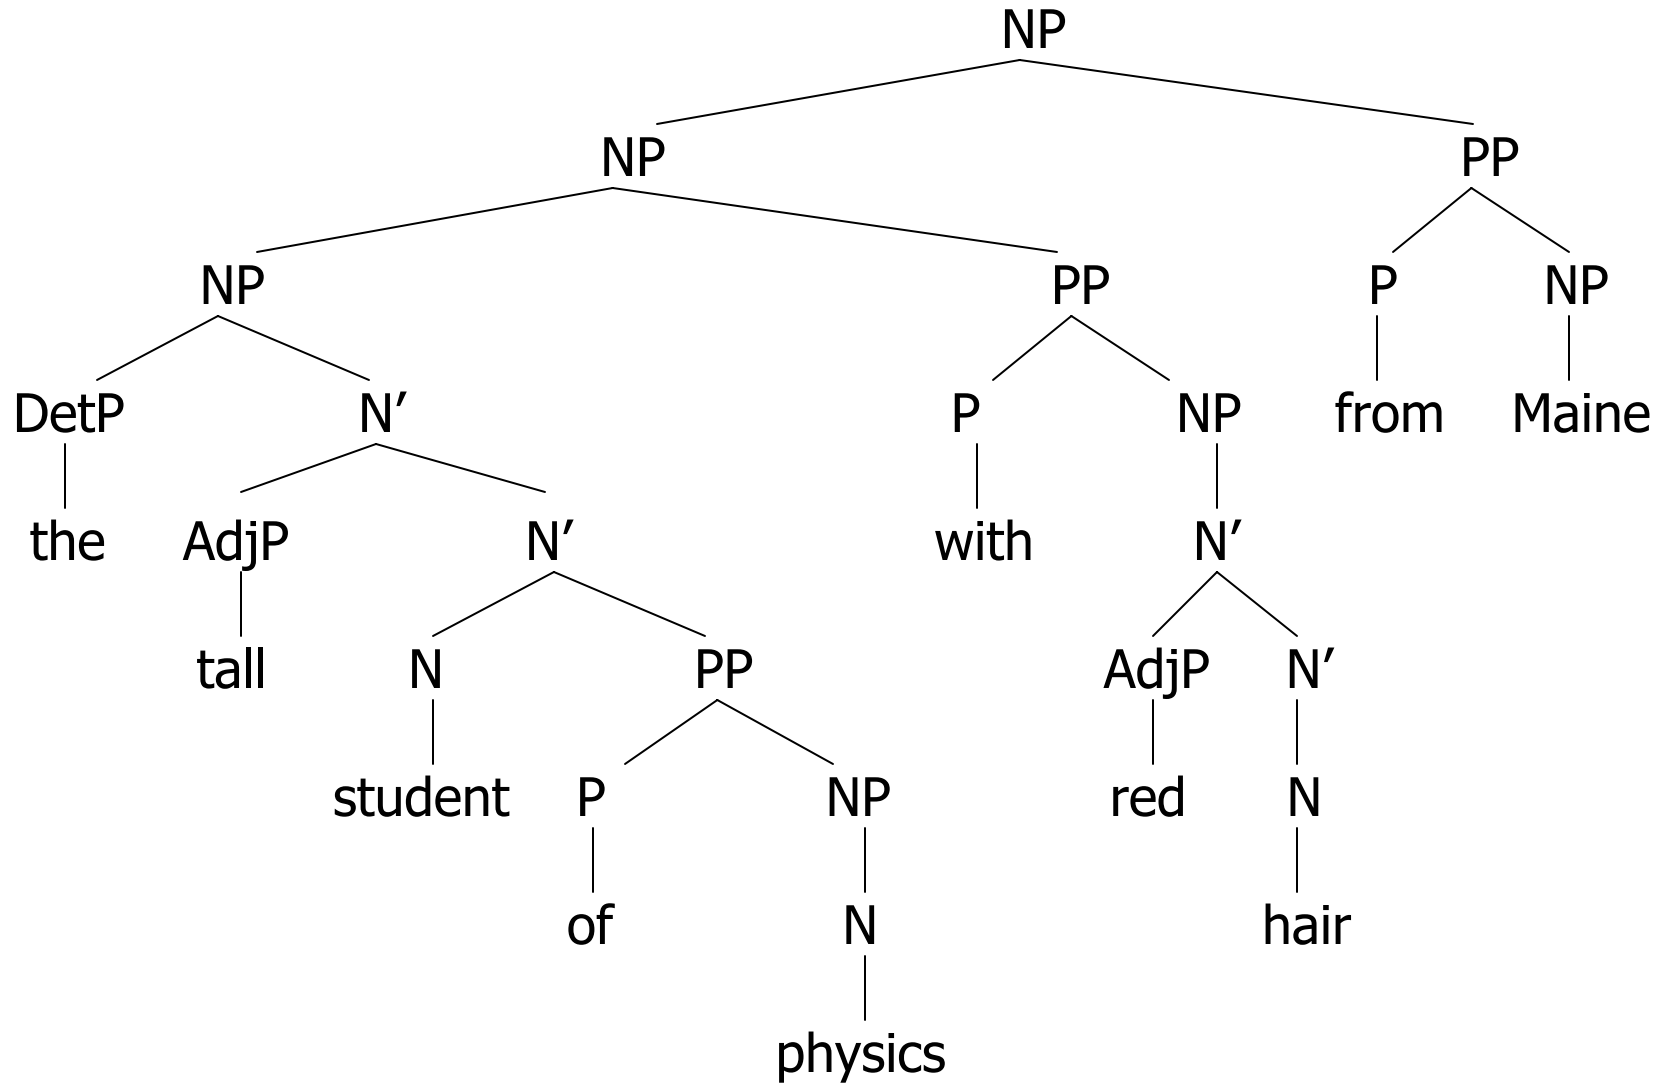 NP
NP PP
NP PP P NP
DetP N′ P NP from Maine
the AdjP N′ with N′
tall N PP AdjP N′
student P NP red N
of N hair
physics